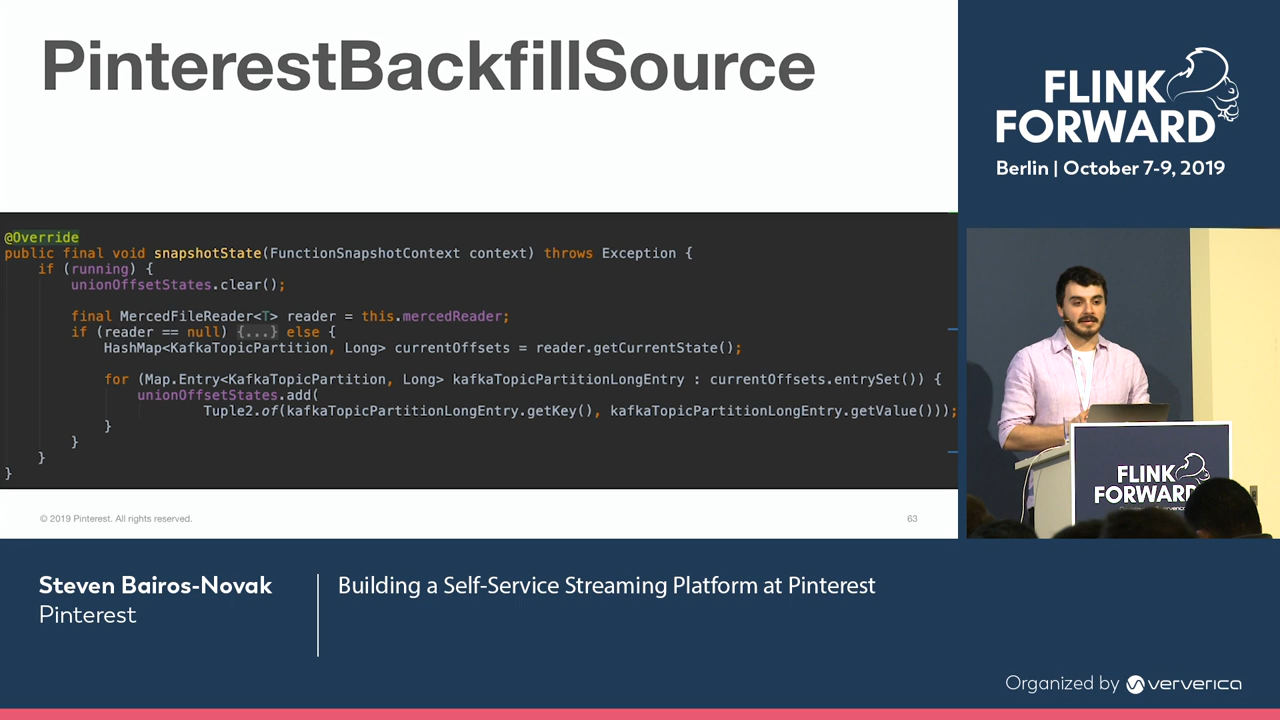 PinterestBackfillSource
@Override
public final void snapshotState(FunctionSnapshotContext context) throws Exception {
if (running) {
unionOffsetStates.clear();
final MercedFileReader<T> reader = this.mercedReader;
if (reader == null) {...} else {
HashMap<KafkaTopicPartition, Long> currentOffsets = reader.getCurrentState();
for (Map.Entry<KafkaTopicPartition, Long> kafkaTopicPartitionLongEntry : currentOffsets.entrySet()) {
unionOffsetStates.add(
Tuple2.of(kafkaTopicPartitionLongEntry.getKey(), kafkaTopicPartitionLongEntry.getValue()));
}
}
}
}
© 2019 Pinterest. All rights reserved.
63
FLINK
FORWARD
Berlin | October 7-9, 2019
FLINK
FORWARD
Steven Bairos-Novak
Pinterest
Building a Self-Service Streaming Platform at Pinterest
Organized by ververica